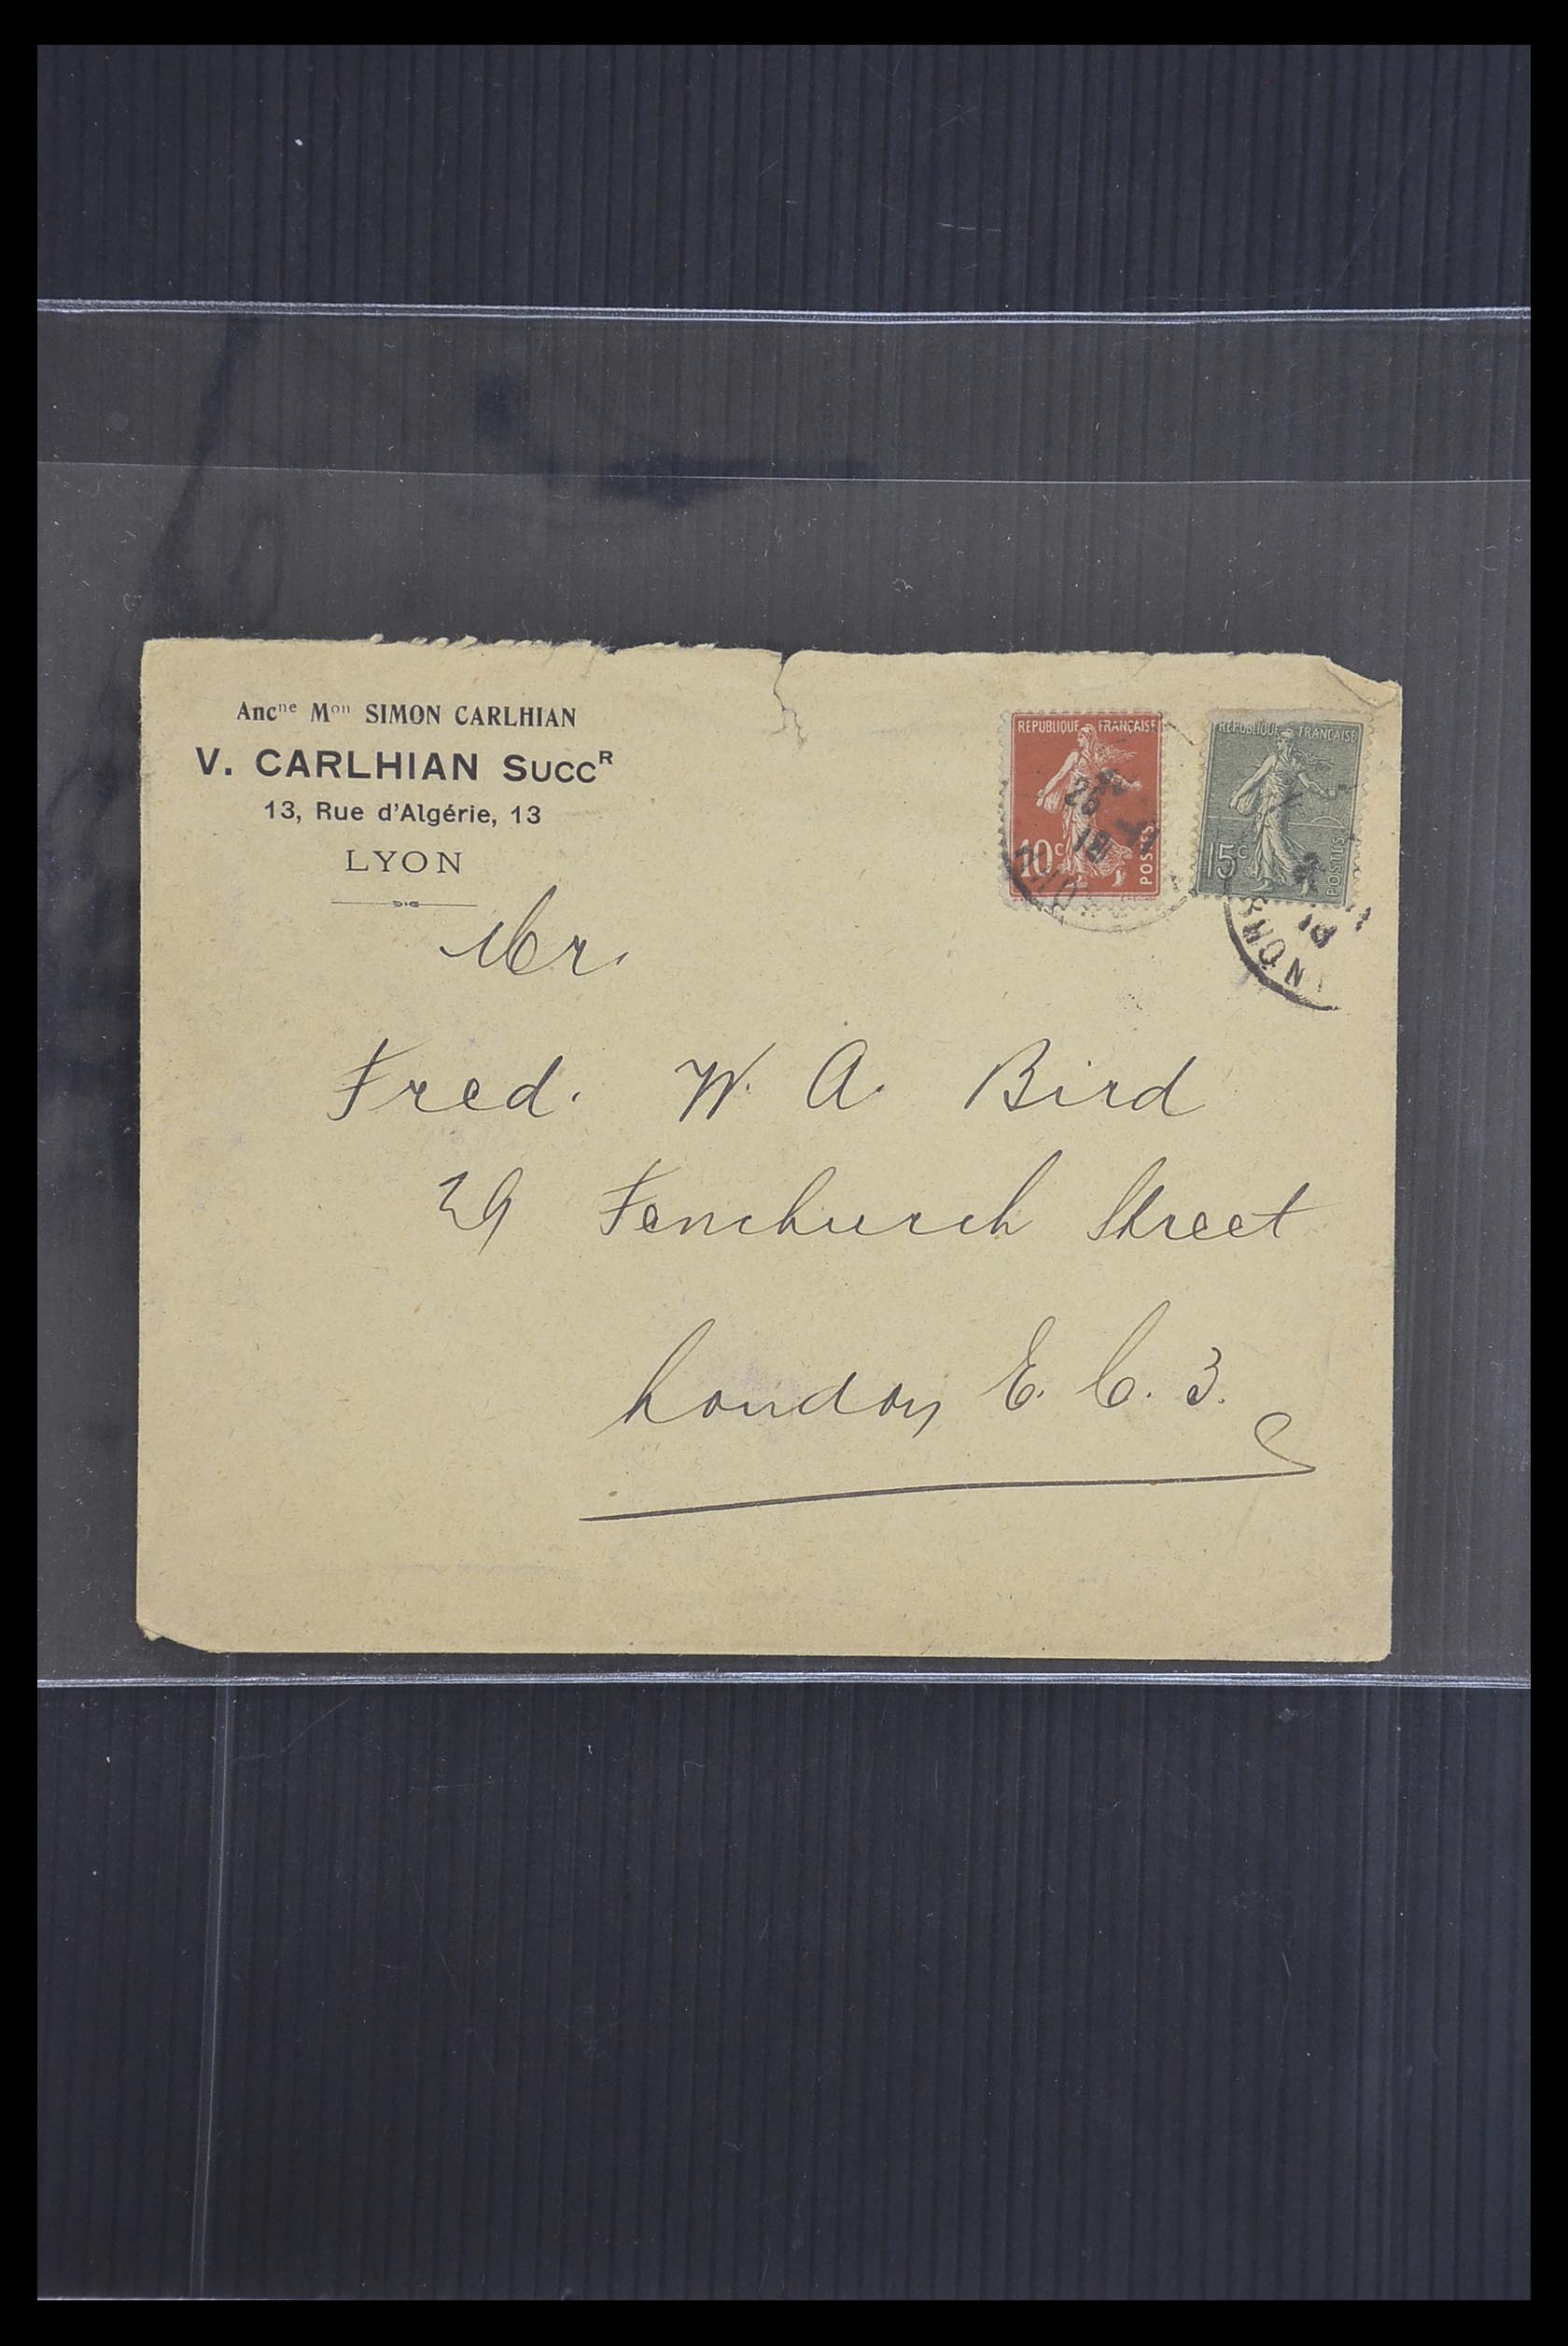 Ancne Mon SIMON CARLHIAN
V. CARLHIAN SUCCR
13, Rue d'Algérie, 13
LYON
REPUBLIQUE FRANÇAISE
10c
POSTES
REPUBLIQUE FRANÇAISE
15c
POSTES
26
Mr.
Fred. W. A. Bird
29 Fenchurch Street
London E. C. 3.